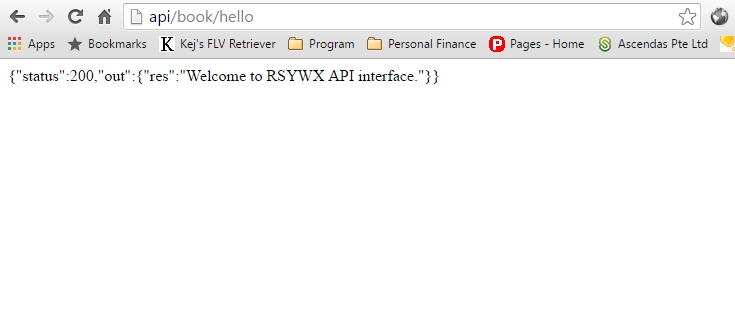 api/book/hello
Apps Bookmarks K Kej's FLV Retriever Program Personal Finance P Pages - Home S Ascendas Pte Ltd
{"status":200,"out":{"res":"Welcome to RSYWX API interface."}}